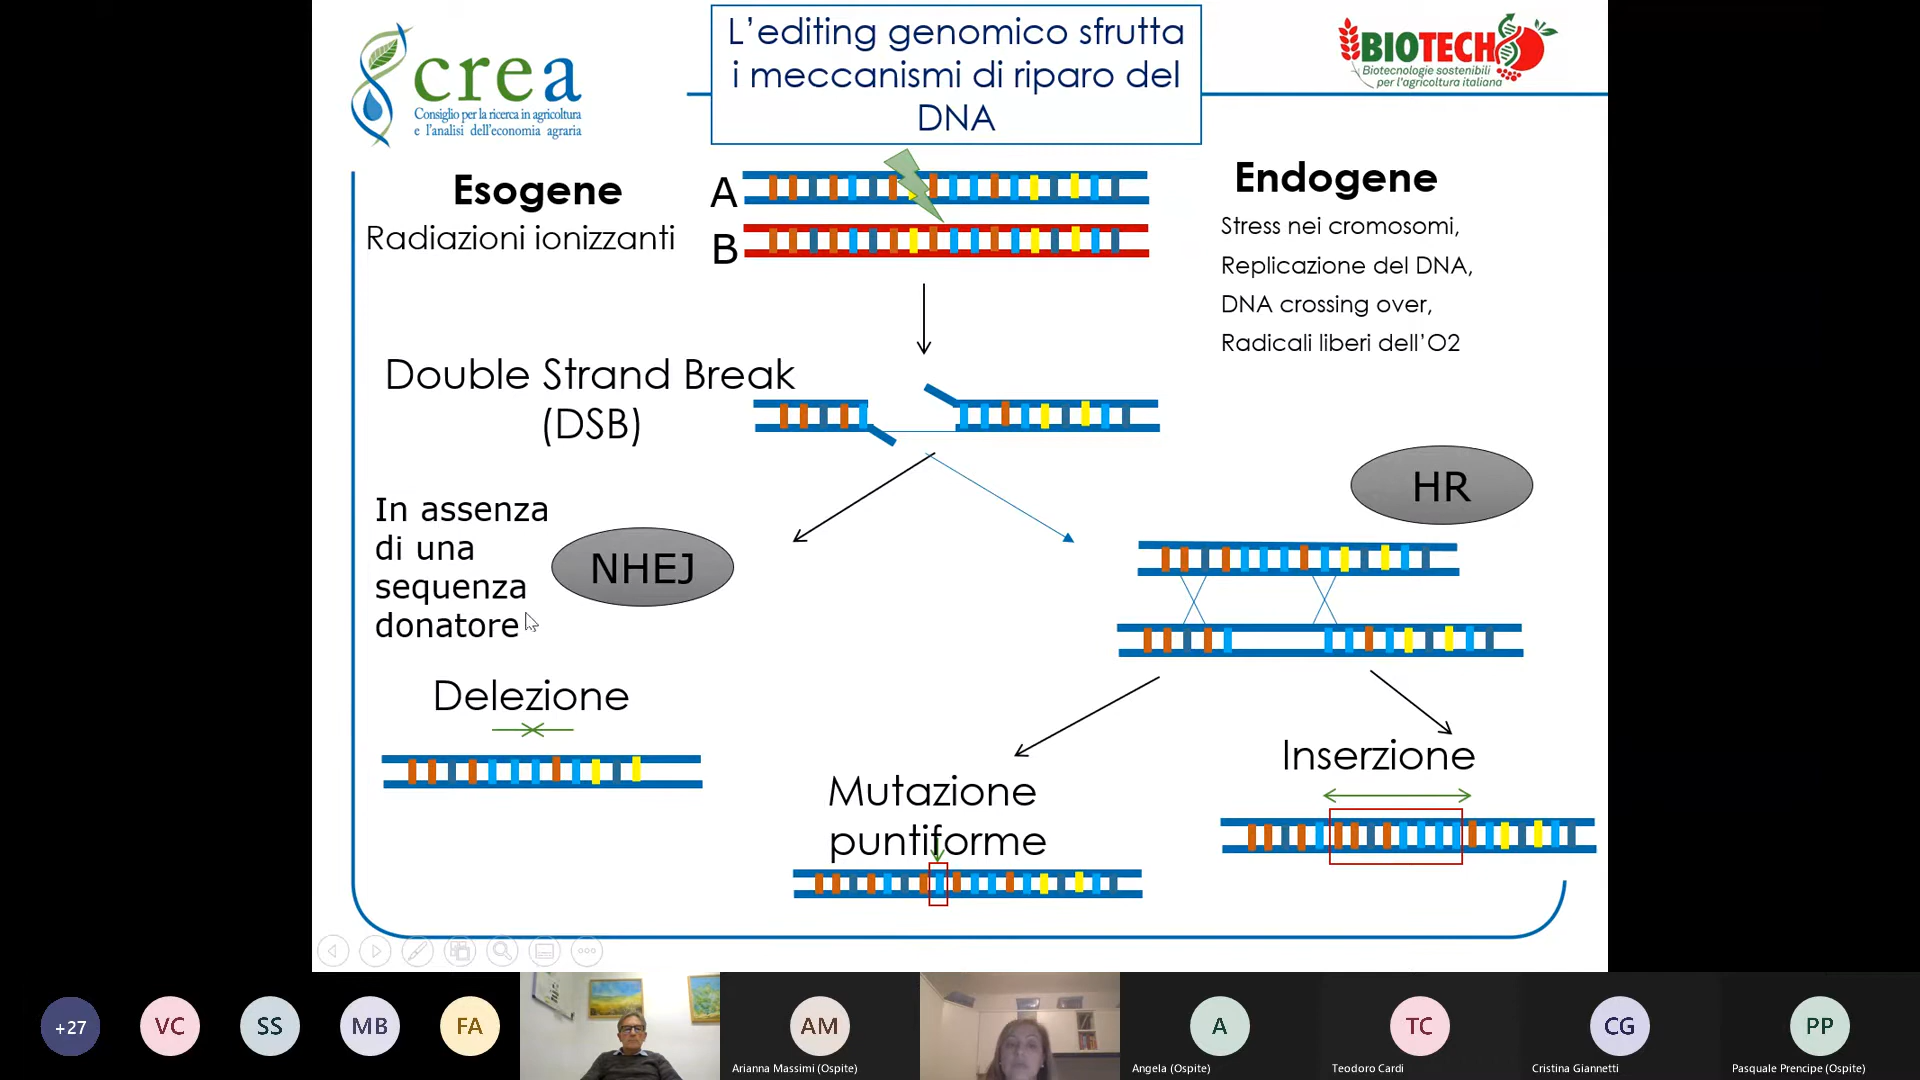 L'editing genomico sfrutta
i meccanismi di riparo del
DNA
crea
Consiglio per la ricerca in agricoltura
e l'analisi dell'economia agraria
BIOTECH
Biotecnologie sostenibili
per l'agricoltura italiana
Esogene
Radiazioni ionizzanti
A
B
Endogene
Stress nei cromosomi,
Replicazione del DNA,
DNA crossing over,
Radicali liberi dell'O2
Double Strand Break
(DSB)
HR
In assenza
di una
sequenza
donatore
NHEJ
Delezione
Mutazione
puntiforme
Inserzione
+27
VC
SS
MB
FA
AM
Arianna Massimi (Ospite)
A
Angela (Ospite)
TC
Teodoro Cardi
CG
Cristina Giannetti
PP
Pasquale Prencipe (Ospite)